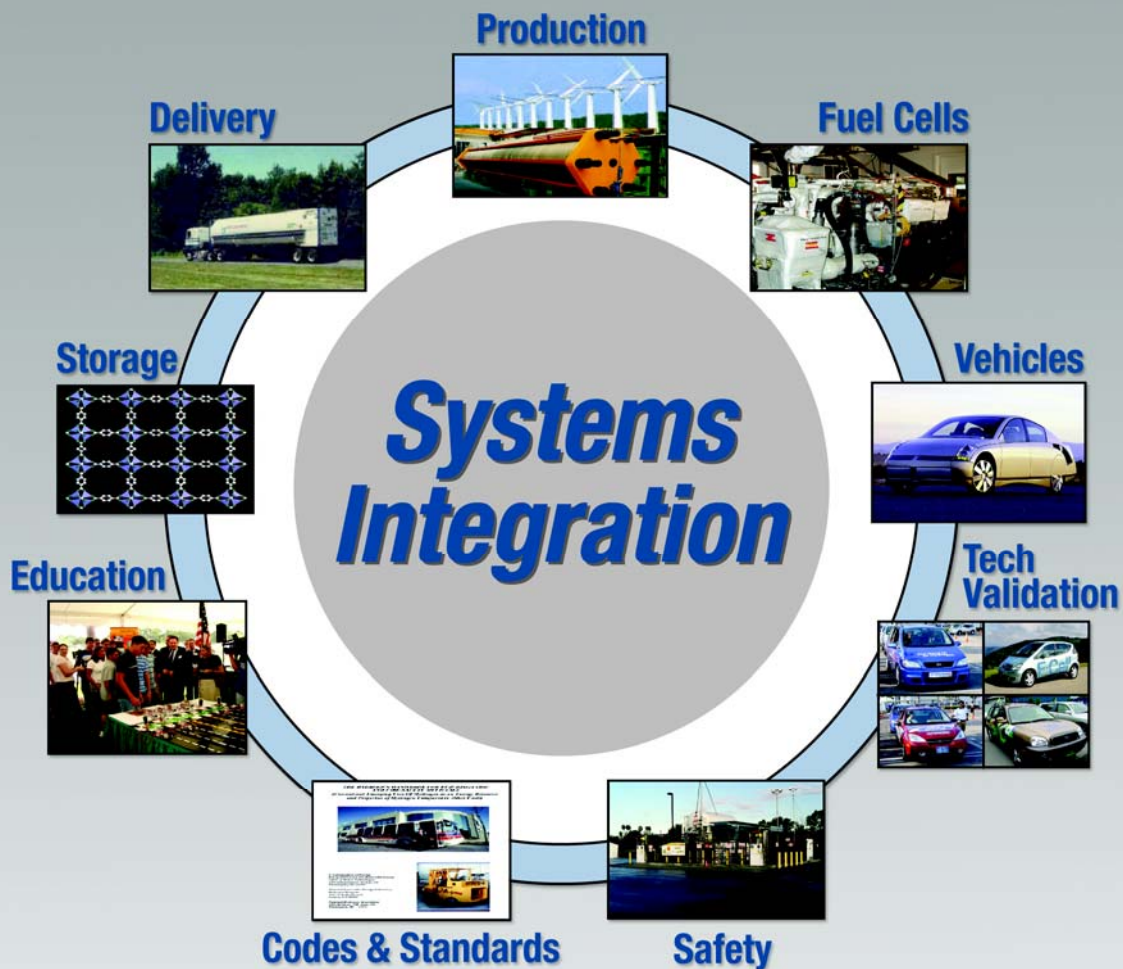 Production
Delivery
Fuel Cells
Storage
Vehicles
Systems
Integration
Tech
Validation
Education
Codes & Standards
Safety